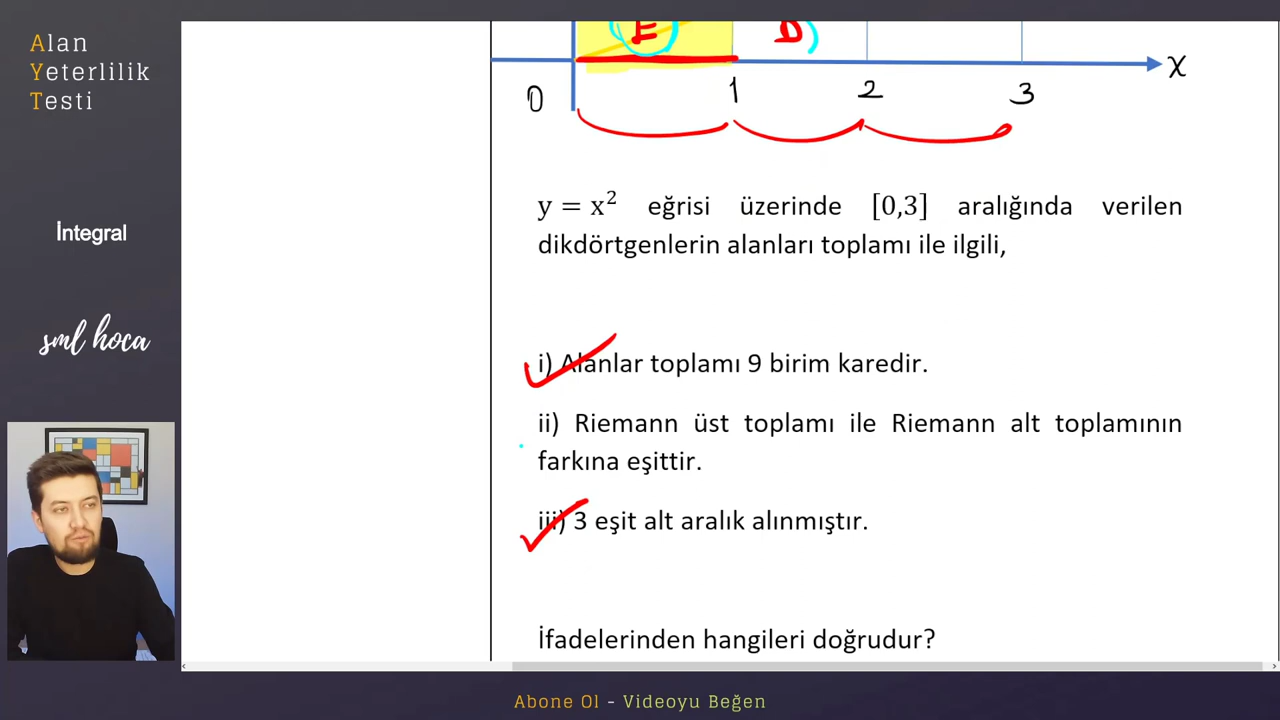 Alan
Yeterlilik
Testi
İntegral
sml hoca
E
D
x
0 1 2 3
y = x² eğrisi üzerinde [0,3] aralığında verilen
dikdörtgenlerin alanları toplamı ile ilgili,
i) Alanlar toplamı 9 birim karedir.
ii) Riemann üst toplamı ile Riemann alt toplamının
farkına eşittir.
iii) 3 eşit alt aralık alınmıştır.
İfadelerinden hangileri doğrudur?
Abone Ol - Videoyu Beğen